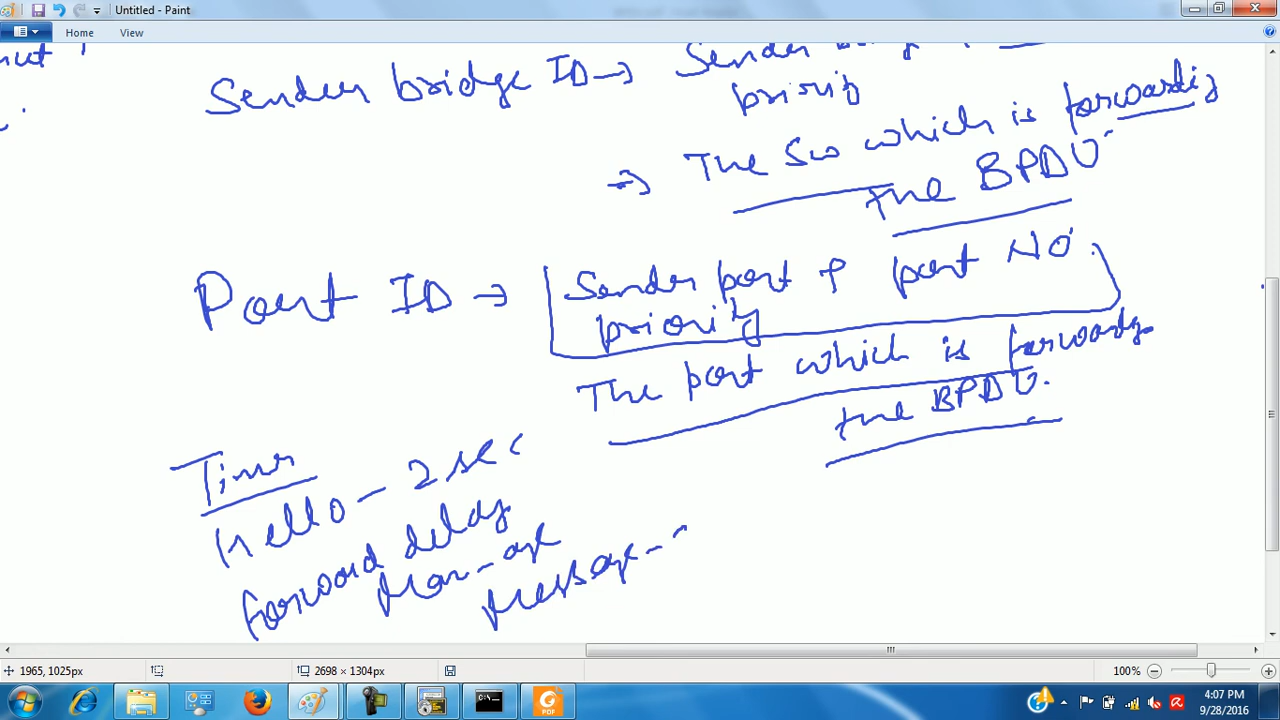 Untitled - Paint
Home View
Sender bridge ID → Sender
priority
⇒ The SW which is forwarding
the BPDU
Port ID → Sender port + port NO.
priority
The port which is forwardg
the BPDU.
Timer
Hello - 2 sec
forward delay
Max-age
Message-
1965, 1025px
2698 × 1304px
100%
PDF
4:07 PM
9/28/2016